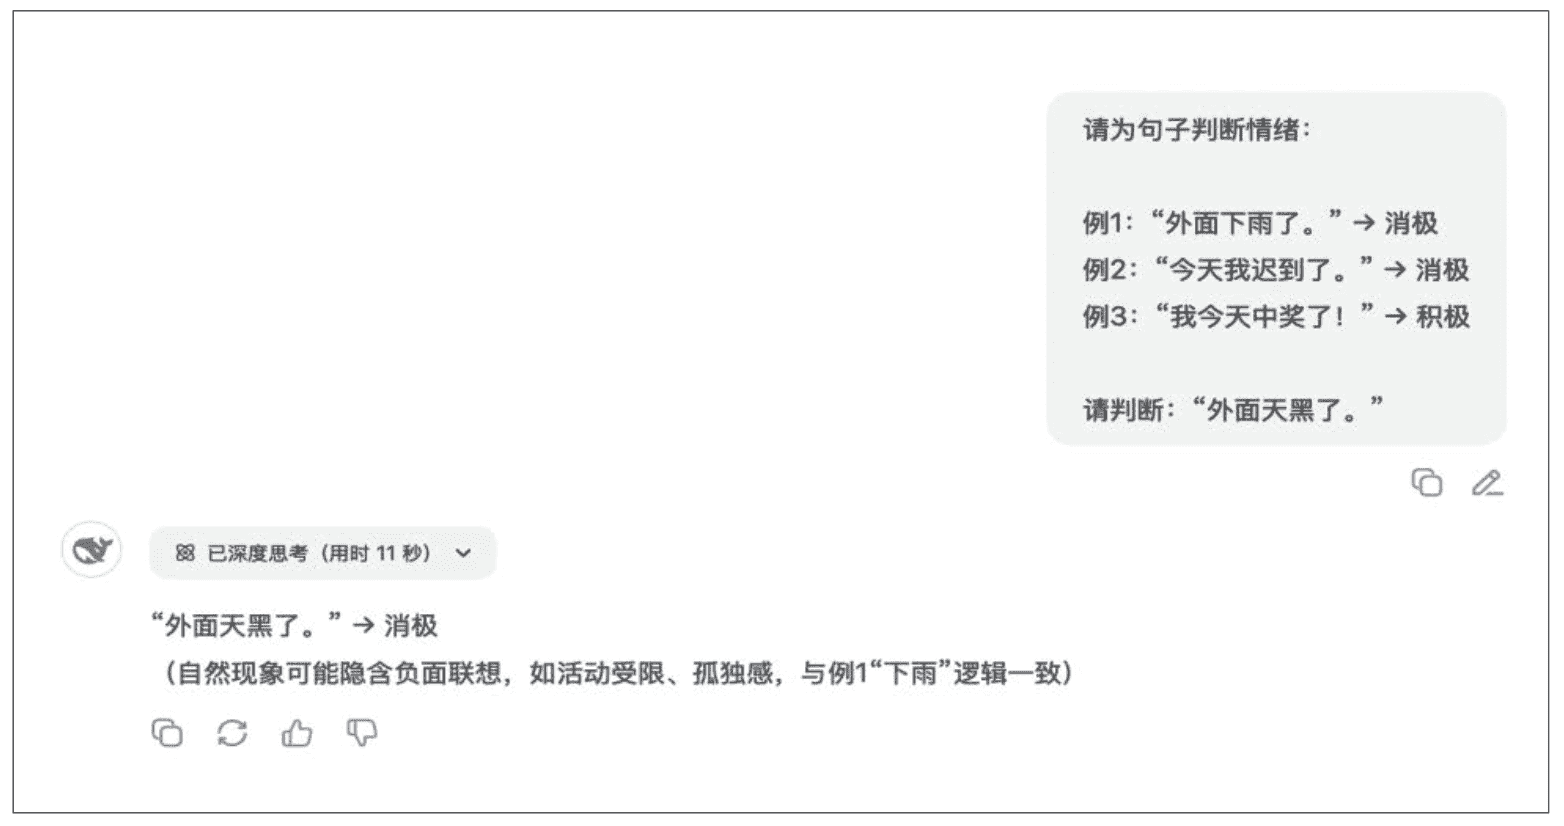 请为句子判断情绪：
例1：“外面下雨了。”→ 消极
例2：“今天我迟到了。”→ 消极
例3：“我今天中奖了！”→ 积极
请判断：“外面天黑了。”
已深度思考（用时 11 秒）
“外面天黑了。”→ 消极
（自然现象可能隐含负面联想，如活动受限、孤独感，与例1“下雨”逻辑一致）